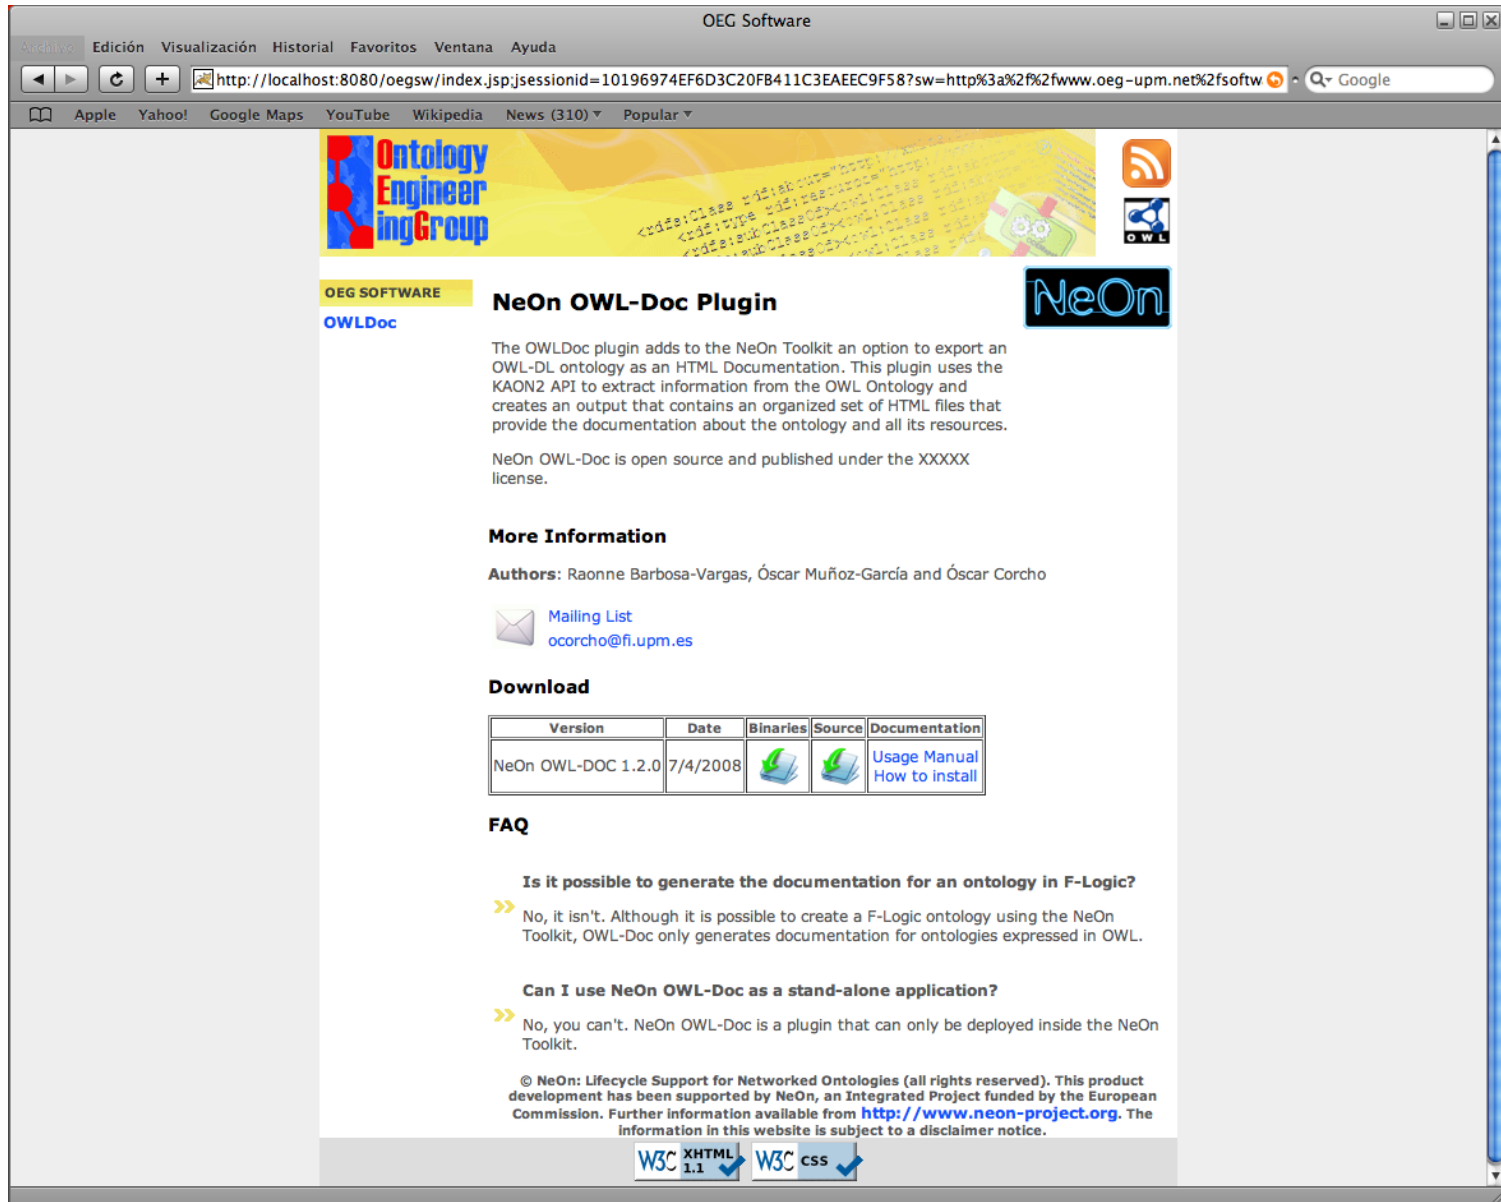 OEG Software
Archivo Edición Visualización Historial Favoritos Ventana Ayuda
http://localhost:8080/oegsw/index.jsp;jsessionid=10196974EF6D3C20FB411C3EAEEC9F58?sw=http%3a%2f%2fwww.oeg-upm.net%2fsoftw
Google
Apple Yahoo! Google Maps YouTube Wikipedia News (310) Popular
Ontology
Engineer
ingGroup
OWL
OEG SOFTWARE
OWLDoc
NeOn OWL-Doc Plugin
NeOn
The OWLDoc plugin adds to the NeOn Toolkit an option to export an
OWL-DL ontology as an HTML Documentation. This plugin uses the
KAON2 API to extract information from the OWL Ontology and
creates an output that contains an organized set of HTML files that
provide the documentation about the ontology and all its resources.
NeOn OWL-Doc is open source and published under the XXXXX
license.
More Information
Authors: Raonne Barbosa-Vargas, Óscar Muñoz-García and Óscar Corcho
Mailing List
ocorcho@fi.upm.es
Download
Version Date Binaries Source Documentation
NeOn OWL-DOC 1.2.0 7/4/2008 Usage Manual
How to install
FAQ
Is it possible to generate the documentation for an ontology in F-Logic?
No, it isn't. Although it is possible to create a F-Logic ontology using the NeOn
Toolkit, OWL-Doc only generates documentation for ontologies expressed in OWL.
Can I use NeOn OWL-Doc as a stand-alone application?
No, you can't. NeOn OWL-Doc is a plugin that can only be deployed inside the NeOn
Toolkit.
© NeOn: Lifecycle Support for Networked Ontologies (all rights reserved). This product
development has been supported by NeOn, an Integrated Project funded by the European
Commission. Further information available from http://www.neon-project.org. The
information in this website is subject to a disclaimer notice.
W3C XHTML 1.1 W3C css